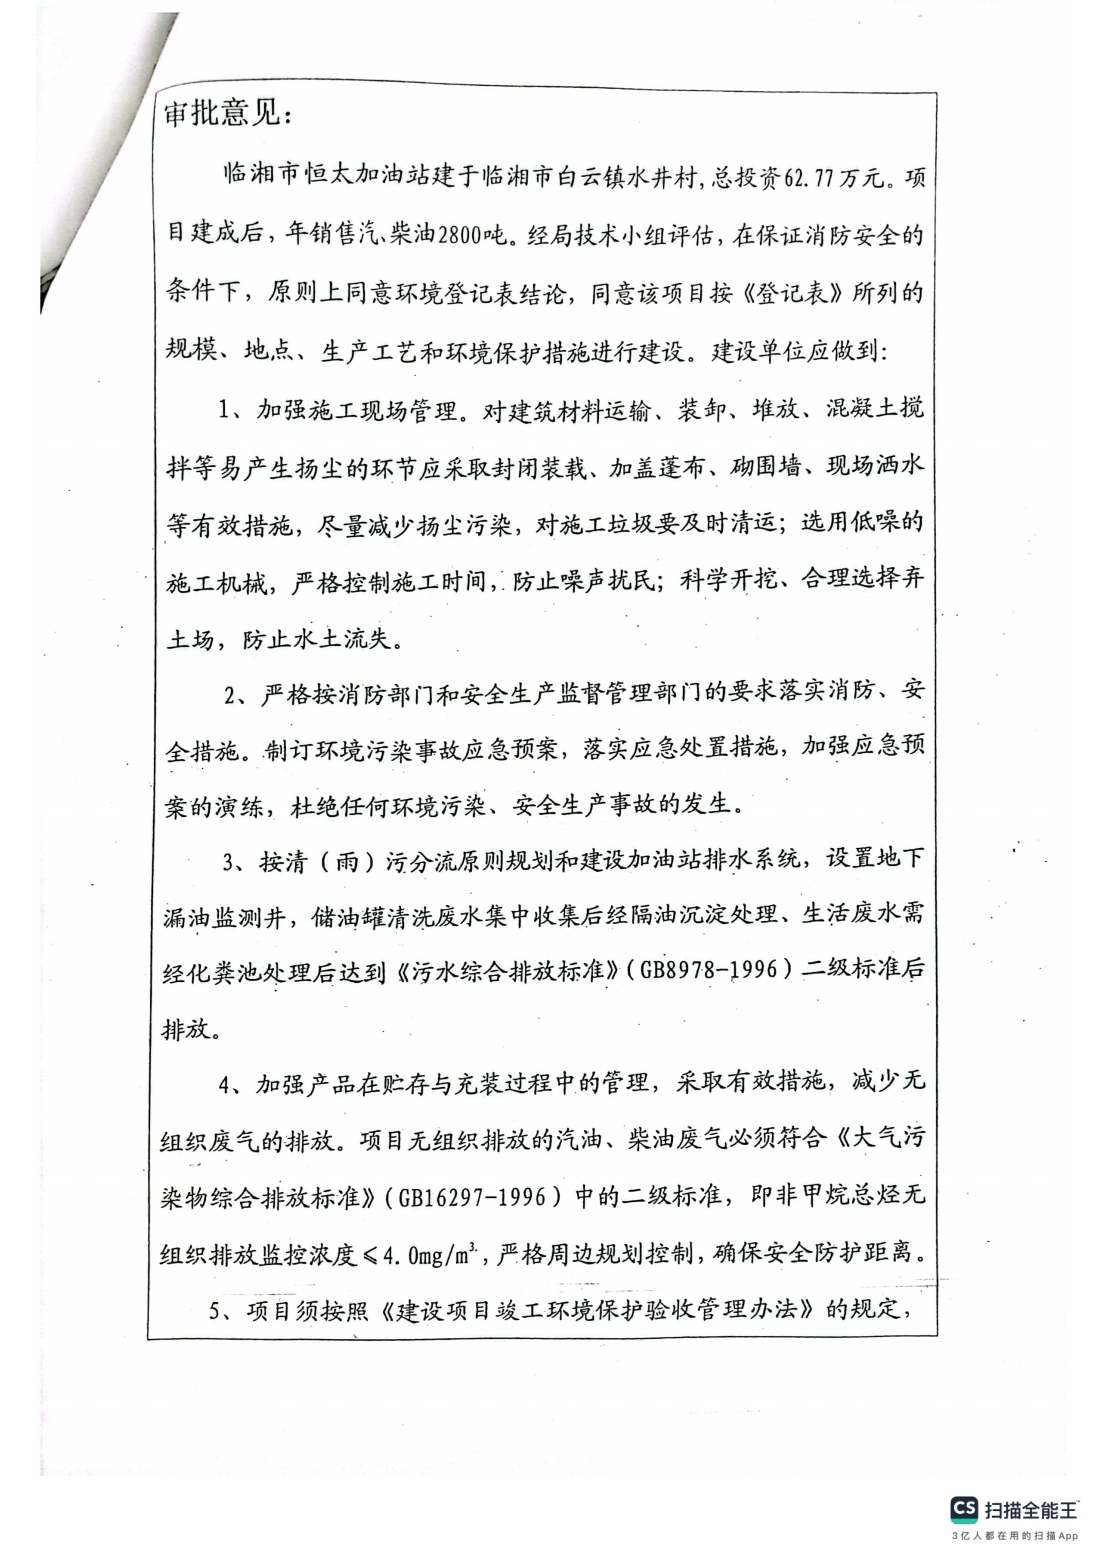 审批意见：
临湘市恒太加油站建于临湘市白云镇水井村,总投资62.77万元。项
目建成后，年销售汽、柴油2800吨。经局技术小组评估，在保证消防安全的
条件下，原则上同意环境登记表结论，同意该项目按《登记表》所列的
规模、地点、生产工艺和环境保护措施进行建设。建设单位应做到：
1、加强施工现场管理。对建筑材料运输、装卸、堆放、混凝土搅
拌等易产生扬尘的环节应采取封闭装载、加盖蓬布、砌围墙、现场洒水
等有效措施，尽量减少扬尘污染，对施工垃圾要及时清运；选用低噪的
施工机械，严格控制施工时间，防止噪声扰民；科学开挖、合理选择弃
土场，防止水土流失。
2、严格按消防部门和安全生产监督管理部门的要求落实消防、安
全措施。制订环境污染事故应急预案，落实应急处置措施，加强应急预
案的演练，杜绝任何环境污染、安全生产事故的发生。
3、按清（雨）污分流原则规划和建设加油站排水系统，设置地下
漏油监测井，储油罐清洗废水集中收集后经隔油沉淀处理、生活废水需
经化粪池处理后达到《污水综合排放标准》（GB8978-1996）二级标准后
排放。
4、加强产品在贮存与充装过程中的管理，采取有效措施，减少无
组织废气的排放。项目无组织排放的汽油、柴油废气必须符合《大气污
染物综合排放标准》（GB16297-1996）中的二级标准，即非甲烷总烃无
组织排放监控浓度≤4.0mg/m³,严格周边规划控制,确保安全防护距离。
5、项目须按照《建设项目竣工环境保护验收管理办法》的规定，
CS 扫描全能王
3亿人都在用的扫描App